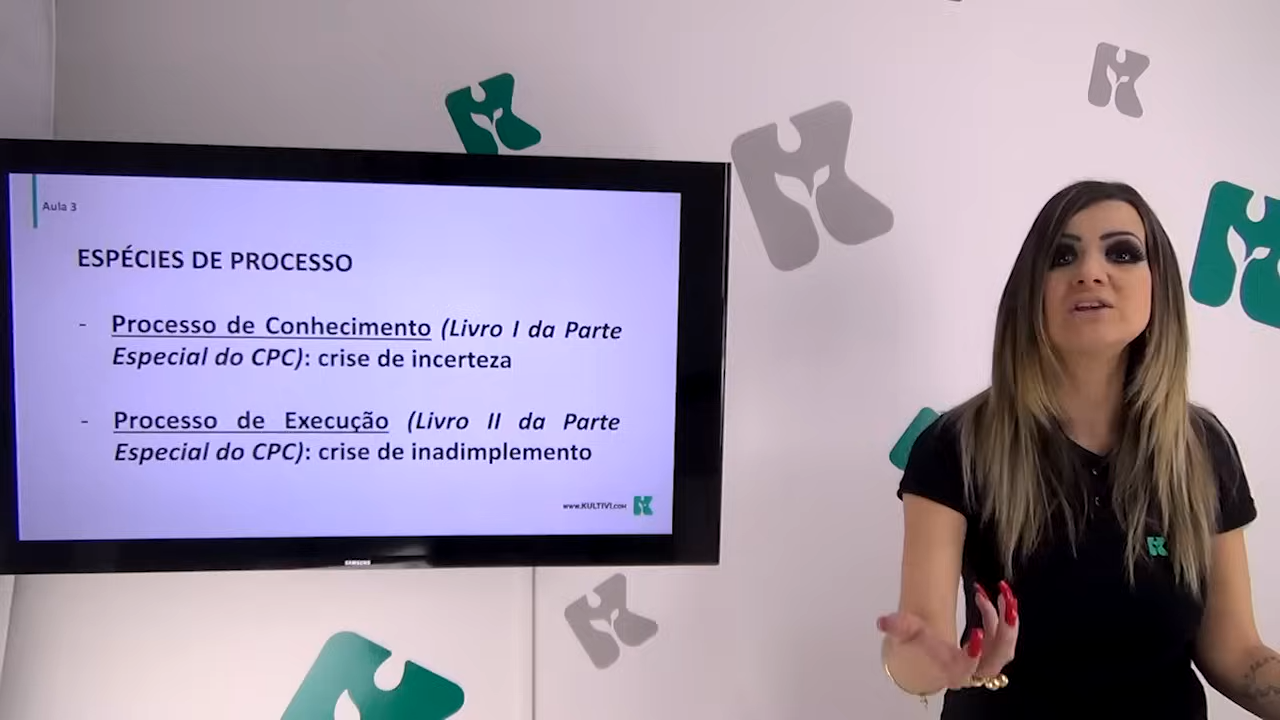 Aula 3
ESPÉCIES DE PROCESSO
- Processo de Conhecimento (Livro I da Parte
Especial do CPC): crise de incerteza
- Processo de Execução (Livro II da Parte
Especial do CPC): crise de inadimplemento
www.KULTIVI.COM
SAMSUNG